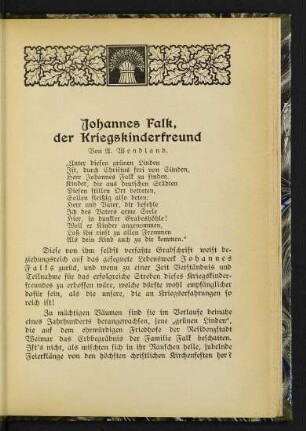 Johannes Falk,
der Kriegskinderfreund
Von A. Wendland.
„Unter diesen grünen Linden
Ist, durch Christus frei von Sünden,
Herr Johannes Falk zu finden.
Kinder, die aus deutschen Städten
Diesen stillen Ort betreten,
Sollen fleißig also beten:
Herr und Vater, dir befehle
Ich des Vaters arme Seele
Hier, in dunkler Grabeshöhle!
Weil er Kinder angenommen,
Laß ihn einst zu allen Frommen
Als dein Kind auch zu dir kommen.“
Diese von ihm selbst verfaßte Grabschrift weist be-
ziehungsreich auf das gesegnete Lebenswerk Johannes
Falks zurück, und wenn zu einer Zeit Verständnis und
Teilnahme für das erfolgreiche Streben dieses Kriegskinder-
freundes zu erhoffen wäre, welche dürfte wohl empfänglicher
dafür sein, als die unsere, die an Kriegserfahrung so
reich ist!
Zu mächtigen Bäumen sind sie im Verlaufe beinahe
eines Jahrhunderts herangewachsen, jene „grünen Linden“,
die auf dem ehrwürdigen Friedhofe der Residenzstadt
Weimar das Erbbegräbnis der Familie Falk beschatten.
Ist's nicht, als mischten sich in ihr Rauschen helle, jubelnde
Feierklänge von den höchsten christlichen Kirchenfesten her?